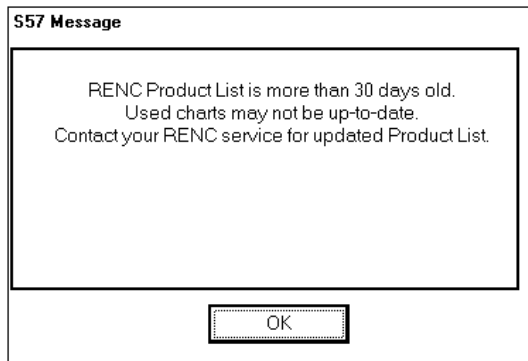 S57 Message
RENC Product List is more than 30 days old.
Used charts may not be up-to-date.
Contact your RENC service for updated Product List.
OK